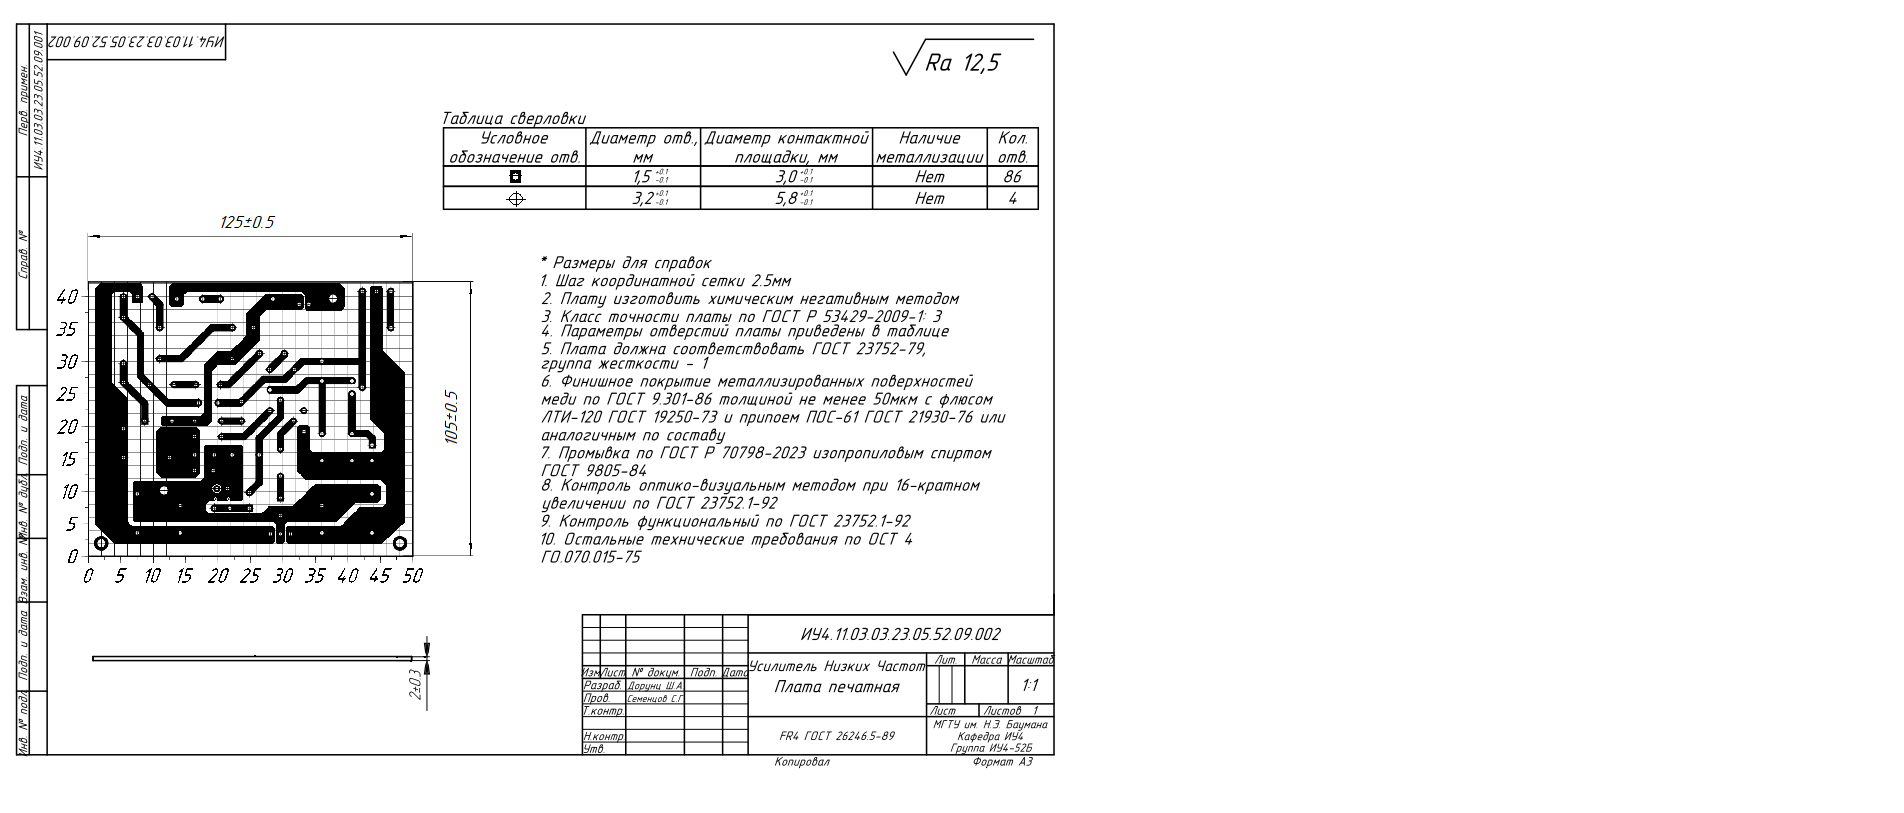 ИУ4.11.03.03.23.05.52.09.002
Перв. примен.
ИУ4.11.03.03.23.05.52.09.001
Справ. №
Подп. и дата
Инв. № дубл.
Взам. инв. №
Подп. и дата
Инв. № подл.
Ra 12,5
Таблица сверловки
Условное обозначение отв. Диаметр отв., мм Диаметр контактной площадки, мм Наличие металлизации Кол. отв.
1,5 +0.1 -0.1 3,0 +0.1 -0.1 Нет 86
3,2 +0.1 -0.1 5,8 +0.1 -0.1 Нет 4
125±0.5
105±0.5
40
35
30
25
20
15
10
5
0
0 5 10 15 20 25 30 35 40 45 50
2±0.3
* Размеры для справок
1. Шаг координатной сетки 2.5мм
2. Плату изготовить химическим негативным методом
3. Класс точности платы по ГОСТ Р 53429-2009-1: 3
4. Параметры отверстий платы приведены в таблице
5. Плата должна соответствовать ГОСТ 23752-79,
группа жесткости - 1
6. Финишное покрытие металлизированных поверхностей
меди по ГОСТ 9.301-86 толщиной не менее 50мкм с флюсом
ЛТИ-120 ГОСТ 19250-73 и припоем ПОС-61 ГОСТ 21930-76 или
аналогичным по составу
7. Промывка по ГОСТ Р 70798-2023 изопропиловым спиртом
ГОСТ 9805-84
8. Контроль оптико-визуальным методом при 16-кратном
увеличении по ГОСТ 23752.1-92
9. Контроль функциональный по ГОСТ 23752.1-92
10. Остальные технические требования по ОСТ 4
ГО.070.015-75
ИУ4.11.03.03.23.05.52.09.002
Усилитель Низких Частот
Плата печатная
Лит. Масса Масштаб
1:1
Лист Листов 1
Изм Лист № докум. Подп. Дата
Разраб. Дорунц Ш.А
Пров. Семенцов С.Г
Т.контр.
Н.контр.
Утв.
FR4 ГОСТ 26246.5-89
МГТУ им. Н.Э. Баумана
Кафедра ИУ4
Группа ИУ4-52Б
Копировал
Формат А3